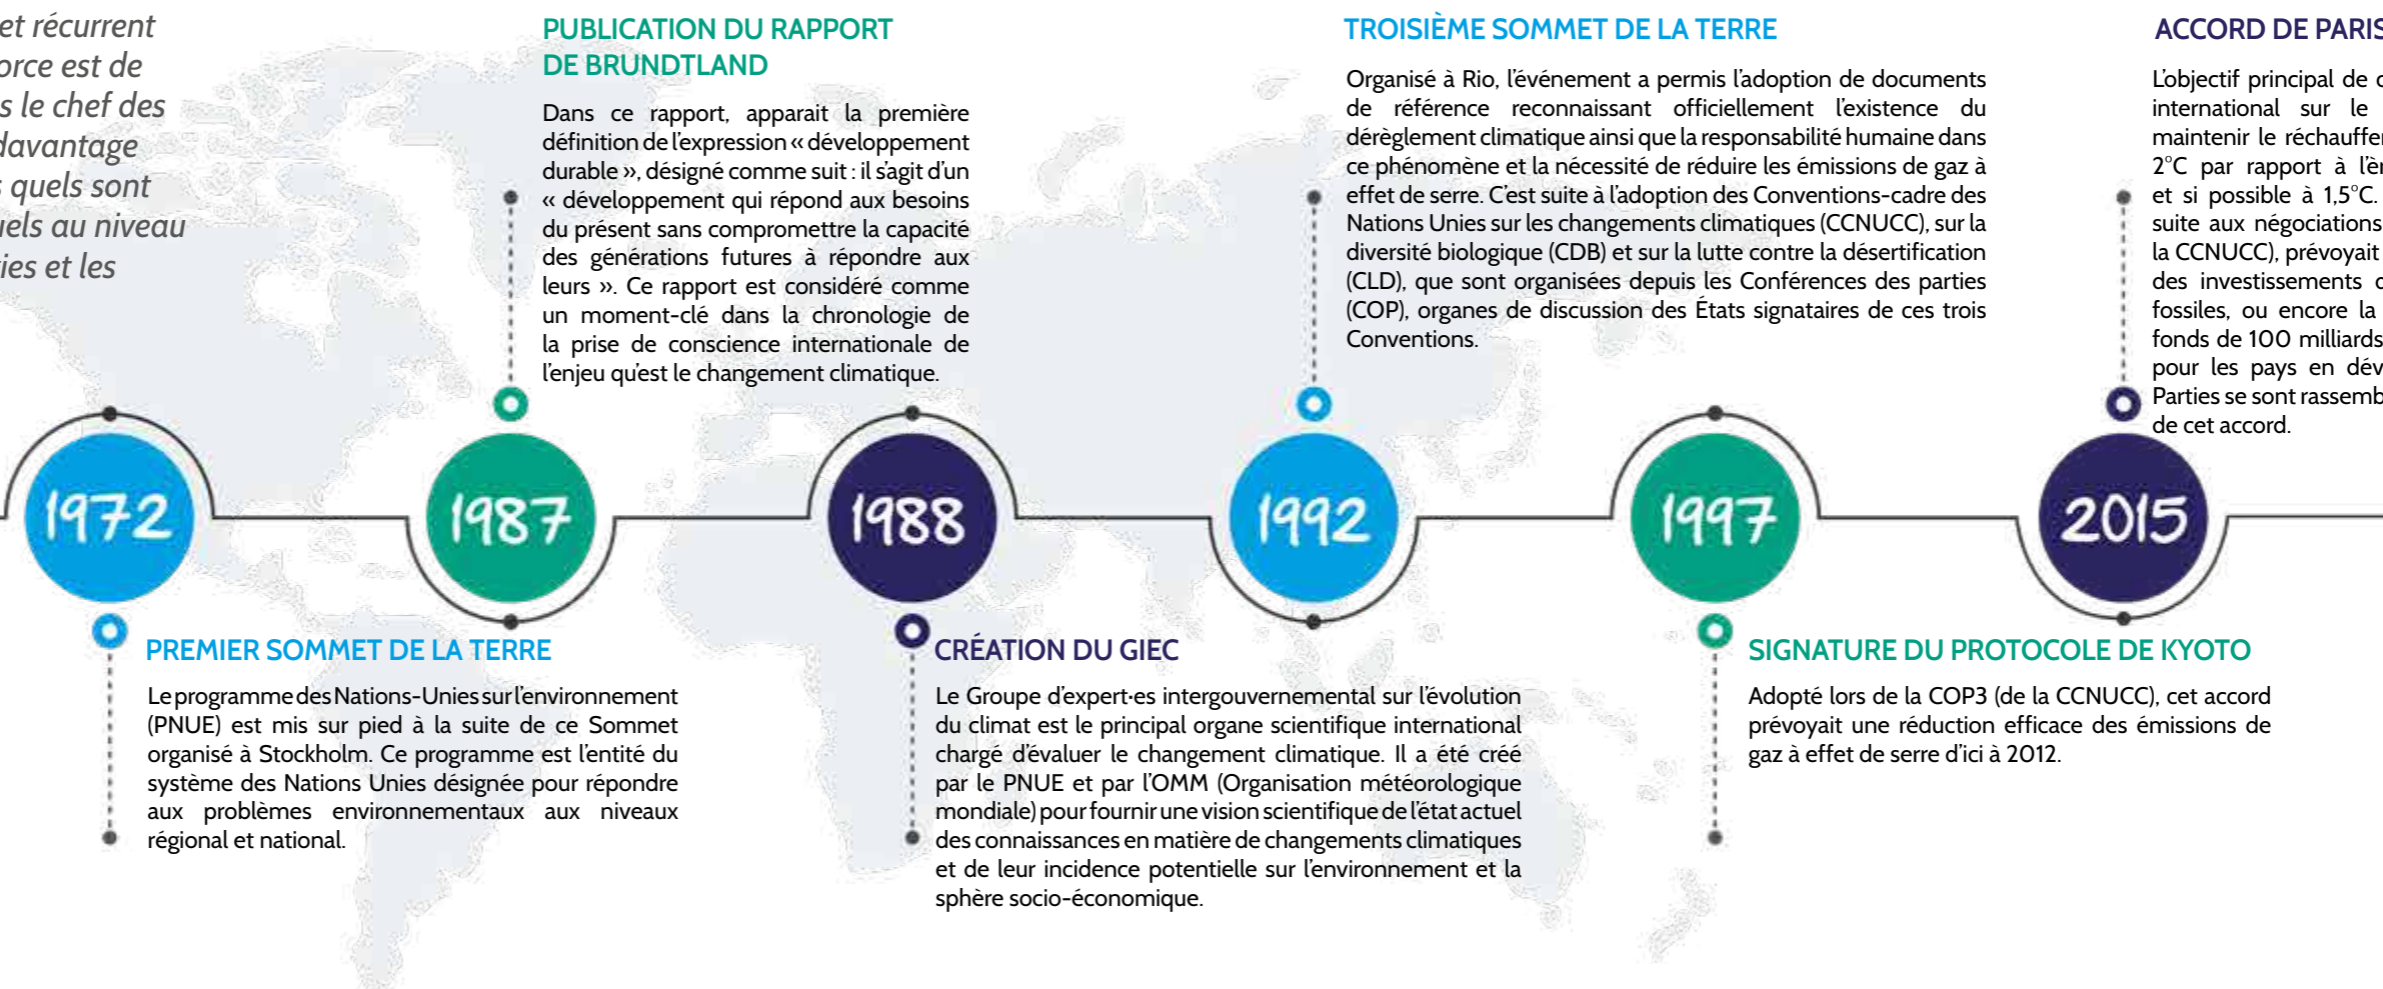 et récurrent
orce est de
s le chef des
davantage
s quels sont
uels au niveau
ies et les
PUBLICATION DU RAPPORT
DE BRUNDTLAND
Dans ce rapport, apparait la première
définition de l'expression « développement
durable », désigné comme suit : il s'agit d'un
« développement qui répond aux besoins
du présent sans compromettre la capacité
des générations futures à répondre aux
leurs ». Ce rapport est considéré comme
un moment-clé dans la chronologie de
la prise de conscience internationale de
l'enjeu qu'est le changement climatique.
TROISIÈME SOMMET DE LA TERRE
Organisé à Rio, l'événement a permis l'adoption de documents
de référence reconnaissant officiellement l'existence du
dérèglement climatique ainsi que la responsabilité humaine dans
ce phénomène et la nécessité de réduire les émissions de gaz à
effet de serre. C'est suite à l'adoption des Conventions-cadre des
Nations Unies sur les changements climatiques (CCNUCC), sur la
diversité biologique (CDB) et sur la lutte contre la désertification
(CLD), que sont organisées depuis les Conférences des parties
(COP), organes de discussion des États signataires de ces trois
Conventions.
ACCORD DE PARIS
L'objectif principal de c
international sur le
maintenir le réchauffer
2°C par rapport à l'èr
et si possible à 1,5°C.
suite aux négociations
la CCNUCC), prévoyait
des investissements d
fossiles, ou encore la
fonds de 100 milliards
pour les pays en dév
Parties se sont rassemb
de cet accord.
1972
1987
1988
1992
1997
2015
PREMIER SOMMET DE LA TERRE
Le programme des Nations-Unies sur l'environnement
(PNUE) est mis sur pied à la suite de ce Sommet
organisé à Stockholm. Ce programme est l'entité du
système des Nations Unies désignée pour répondre
aux problèmes environnementaux aux niveaux
régional et national.
CRÉATION DU GIEC
Le Groupe d'expert·es intergouvernemental sur l'évolution
du climat est le principal organe scientifique international
chargé d'évaluer le changement climatique. Il a été créé
par le PNUE et par l'OMM (Organisation météorologique
mondiale) pour fournir une vision scientifique de l'état actuel
des connaissances en matière de changements climatiques
et de leur incidence potentielle sur l'environnement et la
sphère socio-économique.
SIGNATURE DU PROTOCOLE DE KYOTO
Adopté lors de la COP3 (de la CCNUCC), cet accord
prévoyait une réduction efficace des émissions de
gaz à effet de serre d'ici à 2012.